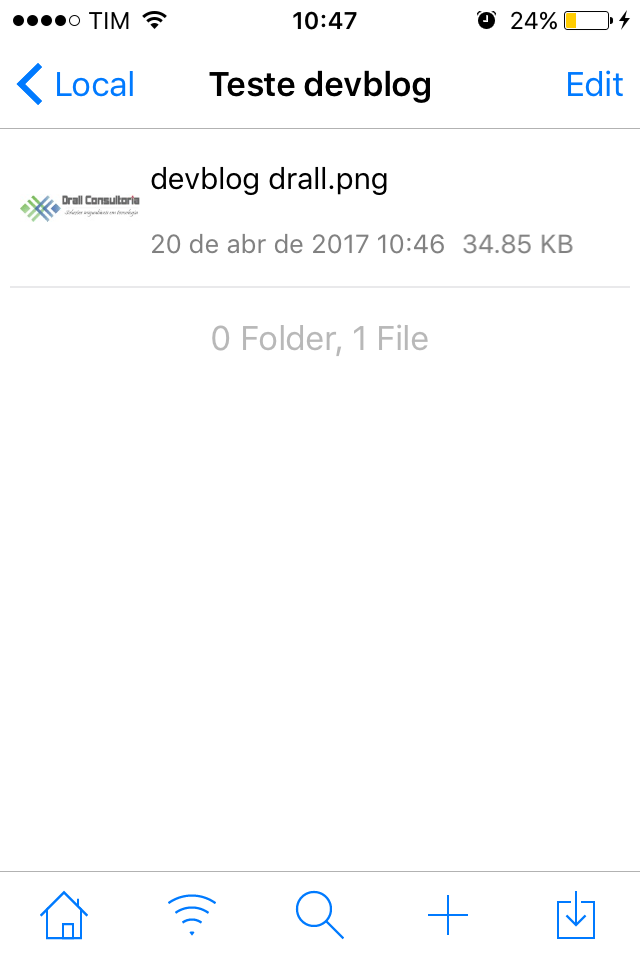 TIM 10:47 24%
Local Teste devblog Edit
devblog drall.png
Drall Consultoria
20 de abr de 2017 10:46 34.85 KB
0 Folder, 1 File